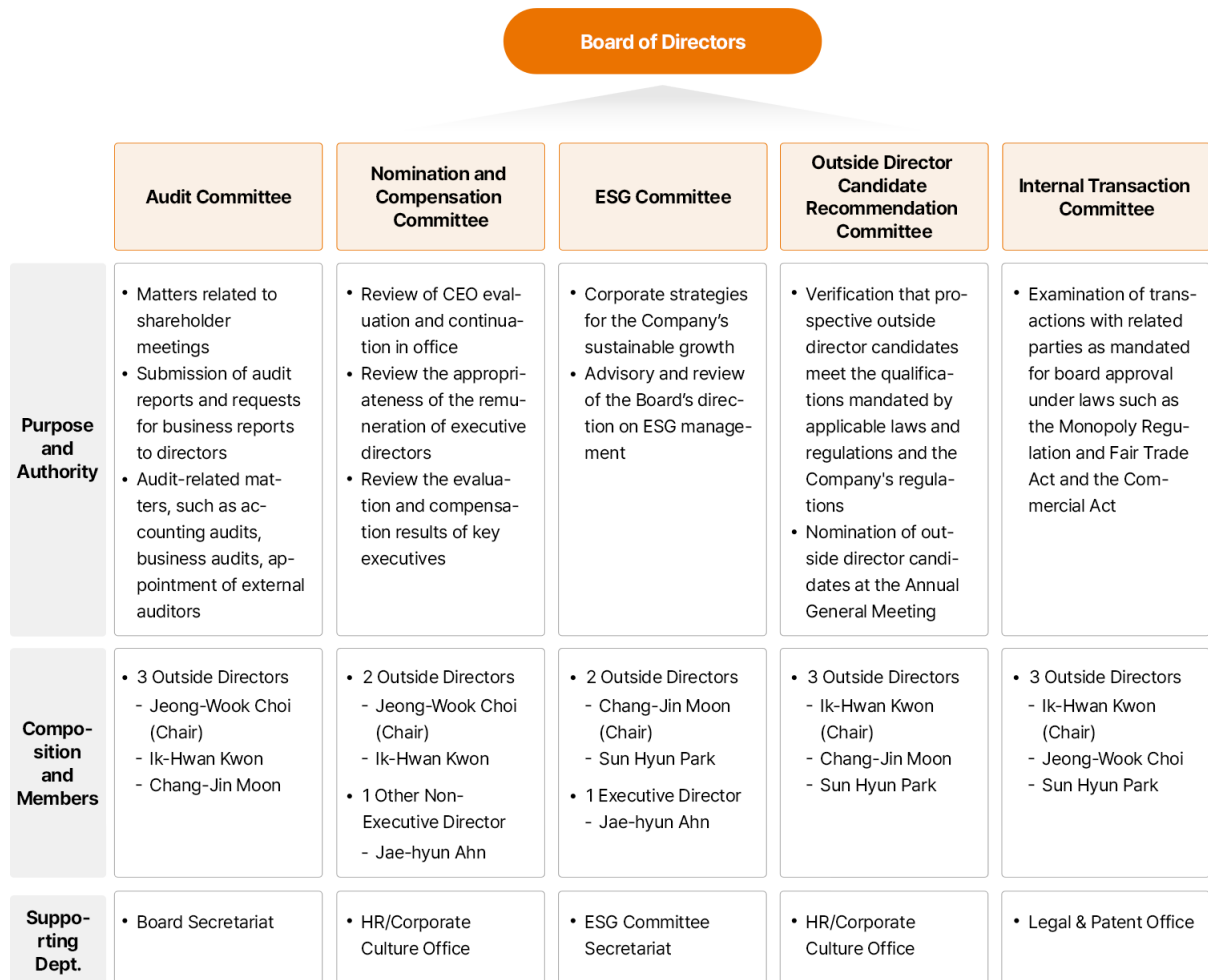 Board of Directors
Audit Committee
Nomination and
Compensation
Committee
ESG Committee
Outside Director
Candidate
Recommendation
Committee
Internal Transaction
Committee
Purpose
and
Authority
• Matters related to
shareholder
meetings
• Submission of audit
reports and requests
for business reports
to directors
• Audit-related mat-
ters, such as ac-
counting audits,
business audits, ap-
pointment of external
auditors
• Review of CEO eval-
uation and continua-
tion in office
• Review the appropri-
ateness of the remu-
neration of executive
directors
• Review the evalua-
tion and compensa-
tion results of key
executives
• Corporate strategies
for the Company's
sustainable growth
• Advisory and review
of the Board's direc-
tion on ESG manage-
ment
• Verification that pro-
spective outside
director candidates
meet the qualifica-
tions mandated by
applicable laws and
regulations and the
Company's regula-
tions
• Nomination of out-
side director candi-
dates at the Annual
General Meeting
• Examination of trans-
actions with related
parties as mandated
for board approval
under laws such as
the Monopoly Regu-
lation and Fair Trade
Act and the Com-
mercial Act
Compo-
sition
and
Members
• 3 Outside Directors
- Jeong-Wook Choi
(Chair)
- Ik-Hwan Kwon
- Chang-Jin Moon
• 2 Outside Directors
- Jeong-Wook Choi
(Chair)
- Ik-Hwan Kwon
• 1 Other Non-
Executive Director
- Jae-hyun Ahn
• 2 Outside Directors
- Chang-Jin Moon
(Chair)
- Sun Hyun Park
• 1 Executive Director
- Jae-hyun Ahn
• 3 Outside Directors
- Ik-Hwan Kwon
(Chair)
- Chang-Jin Moon
- Sun Hyun Park
• 3 Outside Directors
- Ik-Hwan Kwon
(Chair)
- Jeong-Wook Choi
- Sun Hyun Park
Suppo-
rting
Dept.
• Board Secretariat
• HR/Corporate
Culture Office
• ESG Committee
Secretariat
• HR/Corporate
Culture Office
• Legal & Patent Office